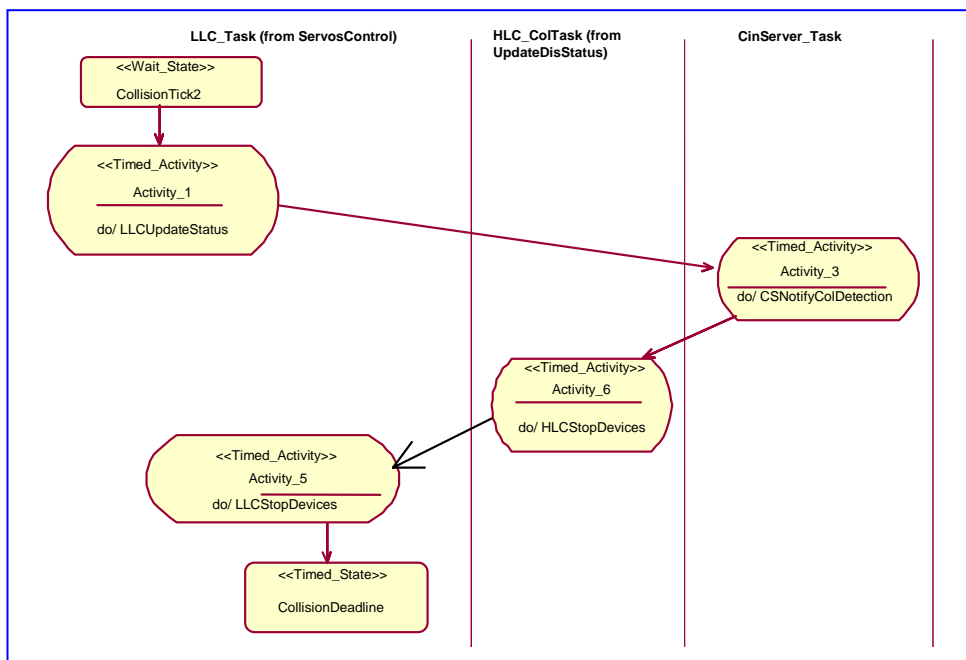 LLC_Task (from ServosControl)
HLC_ColTask (from
UpdateDisStatus)
CinServer_Task
<<Wait_State>>
CollisionTick2
<<Timed_Activity>>
Activity_1
do/ LLCUpdateStatus
<<Timed_Activity>>
Activity_3
do/ CSNotifyColDetection
<<Timed_Activity>>
Activity_6
do/ HLCStopDevices
<<Timed_Activity>>
Activity_5
do/ LLCStopDevices
<<Timed_State>>
CollisionDeadline